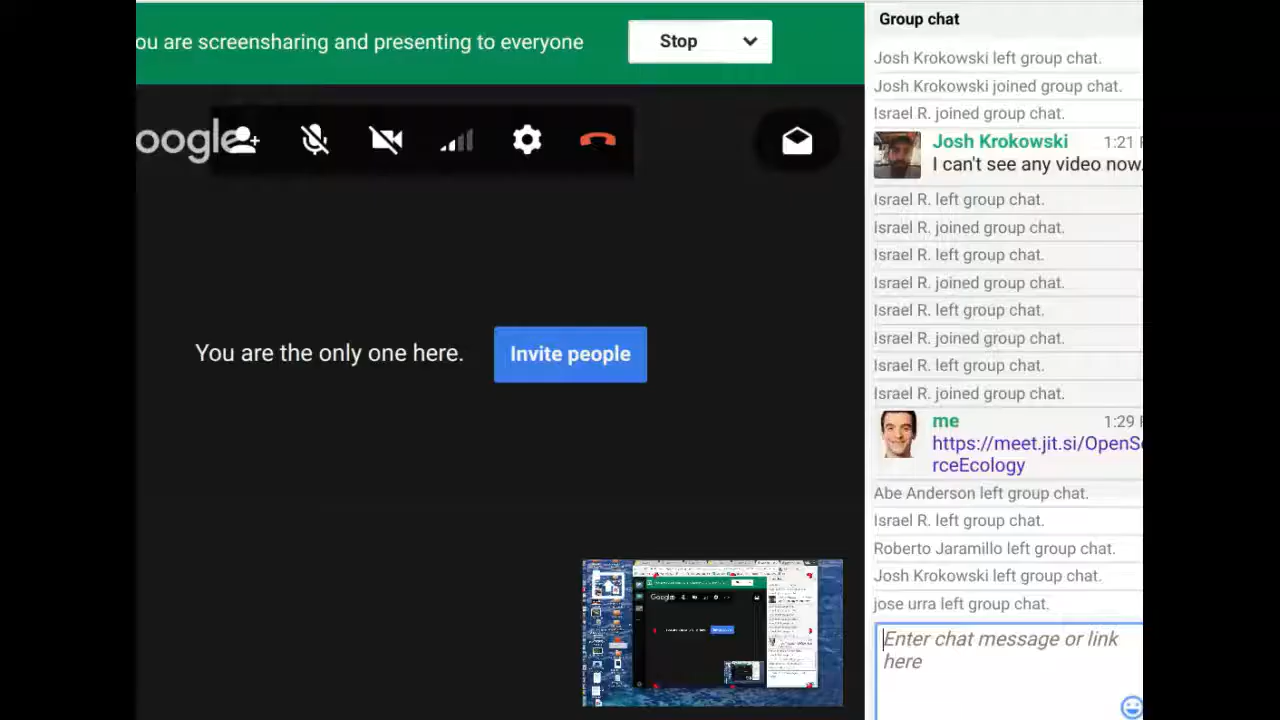 ou are screensharing and presenting to everyone
Stop
oogle
You are the only one here.
Invite people
Google
Group chat
Josh Krokowski left group chat.
Josh Krokowski joined group chat.
Israel R. joined group chat.
Josh Krokowski 1:21
I can't see any video now.
Israel R. left group chat.
Israel R. joined group chat.
Israel R. left group chat.
Israel R. joined group chat.
Israel R. left group chat.
Israel R. joined group chat.
Israel R. left group chat.
Israel R. joined group chat.
me 1:29
https://meet.jit.si/OpenSo
rceEcology
Abe Anderson left group chat.
Israel R. left group chat.
Roberto Jaramillo left group chat.
Josh Krokowski left group chat.
jose urra left group chat.
Enter chat message or link
here